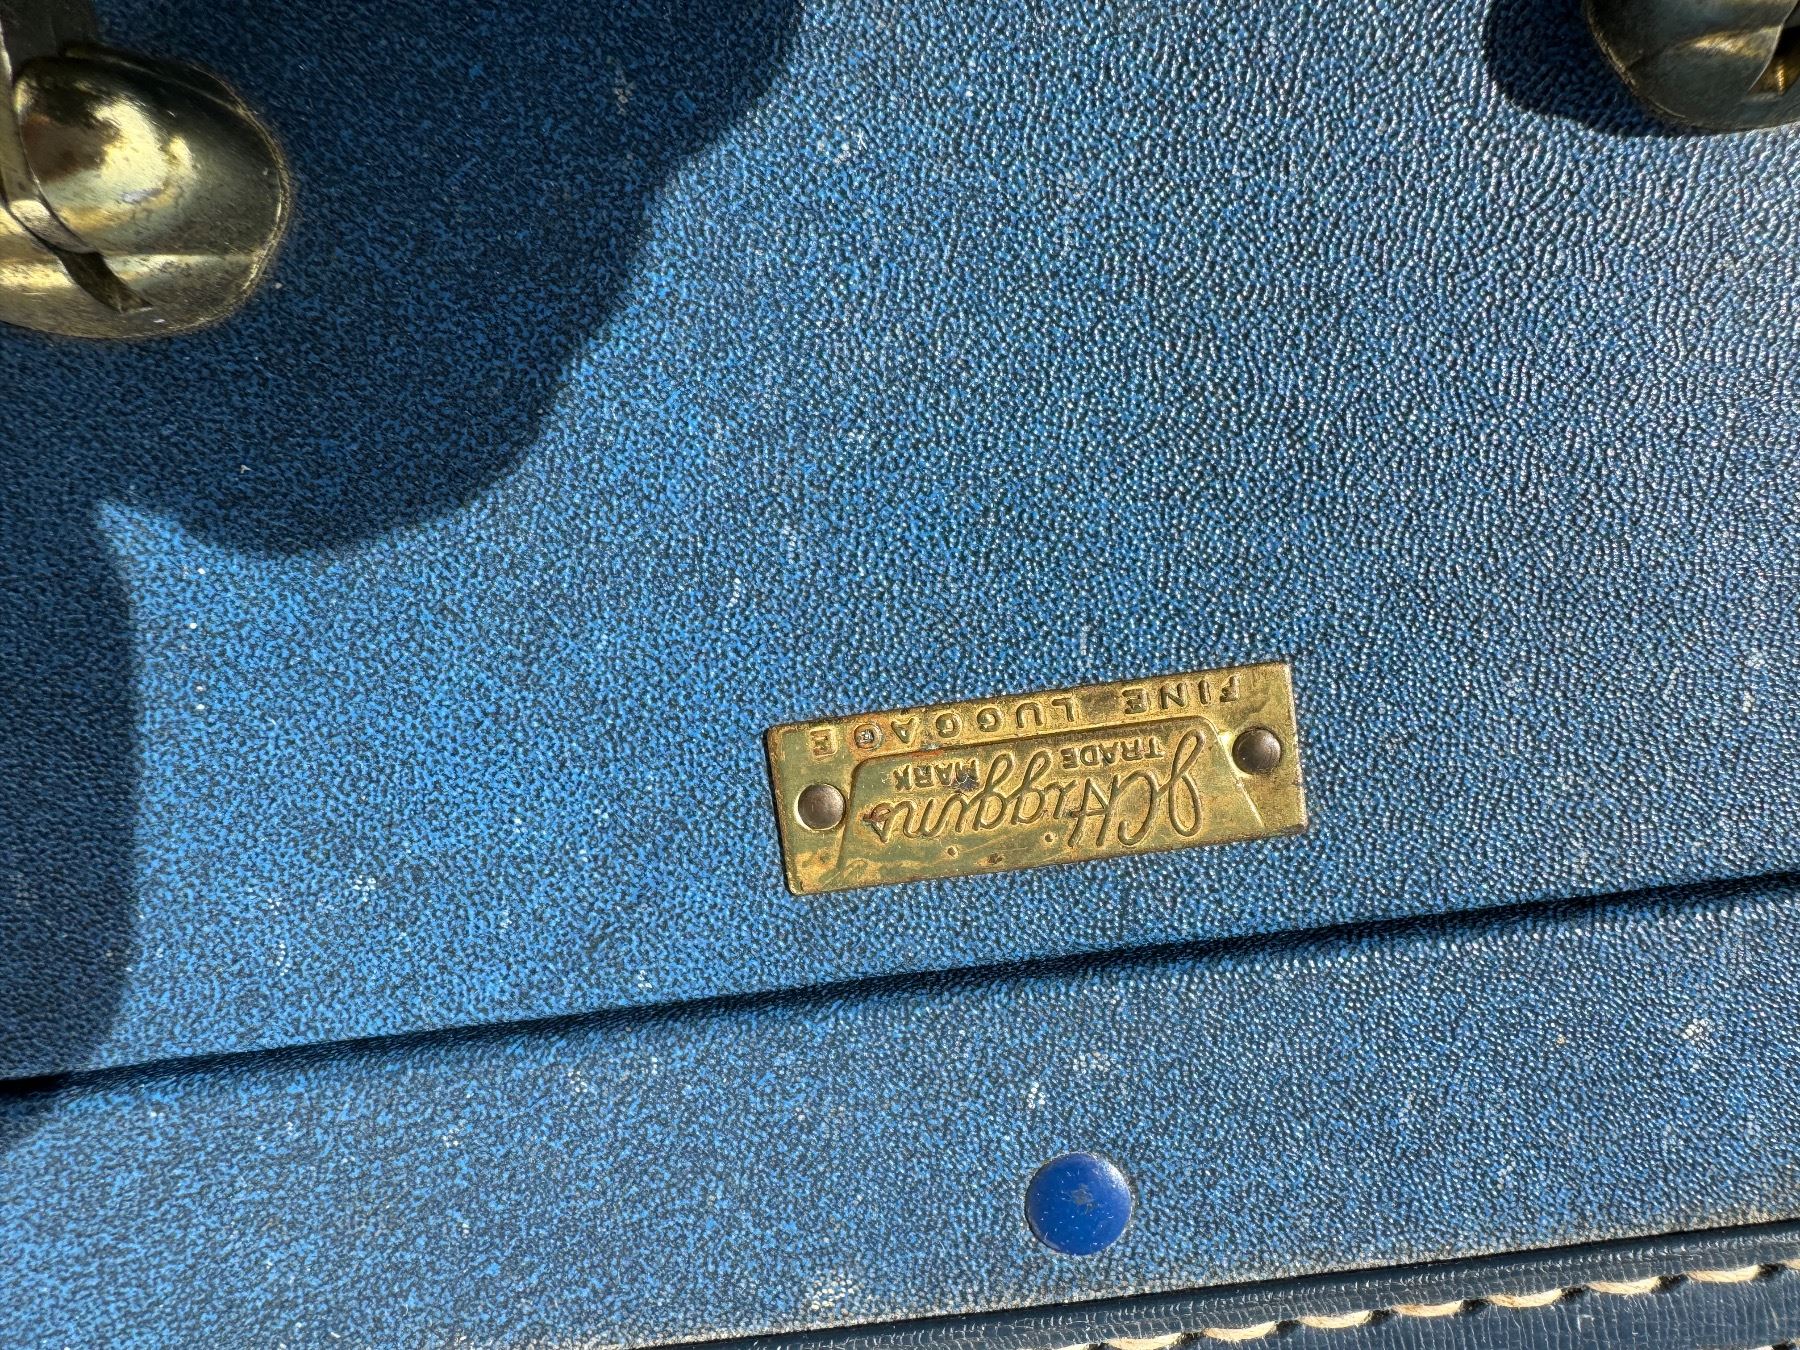 J.C. Higgins
TRADE MARK
FINE LUGGAGE